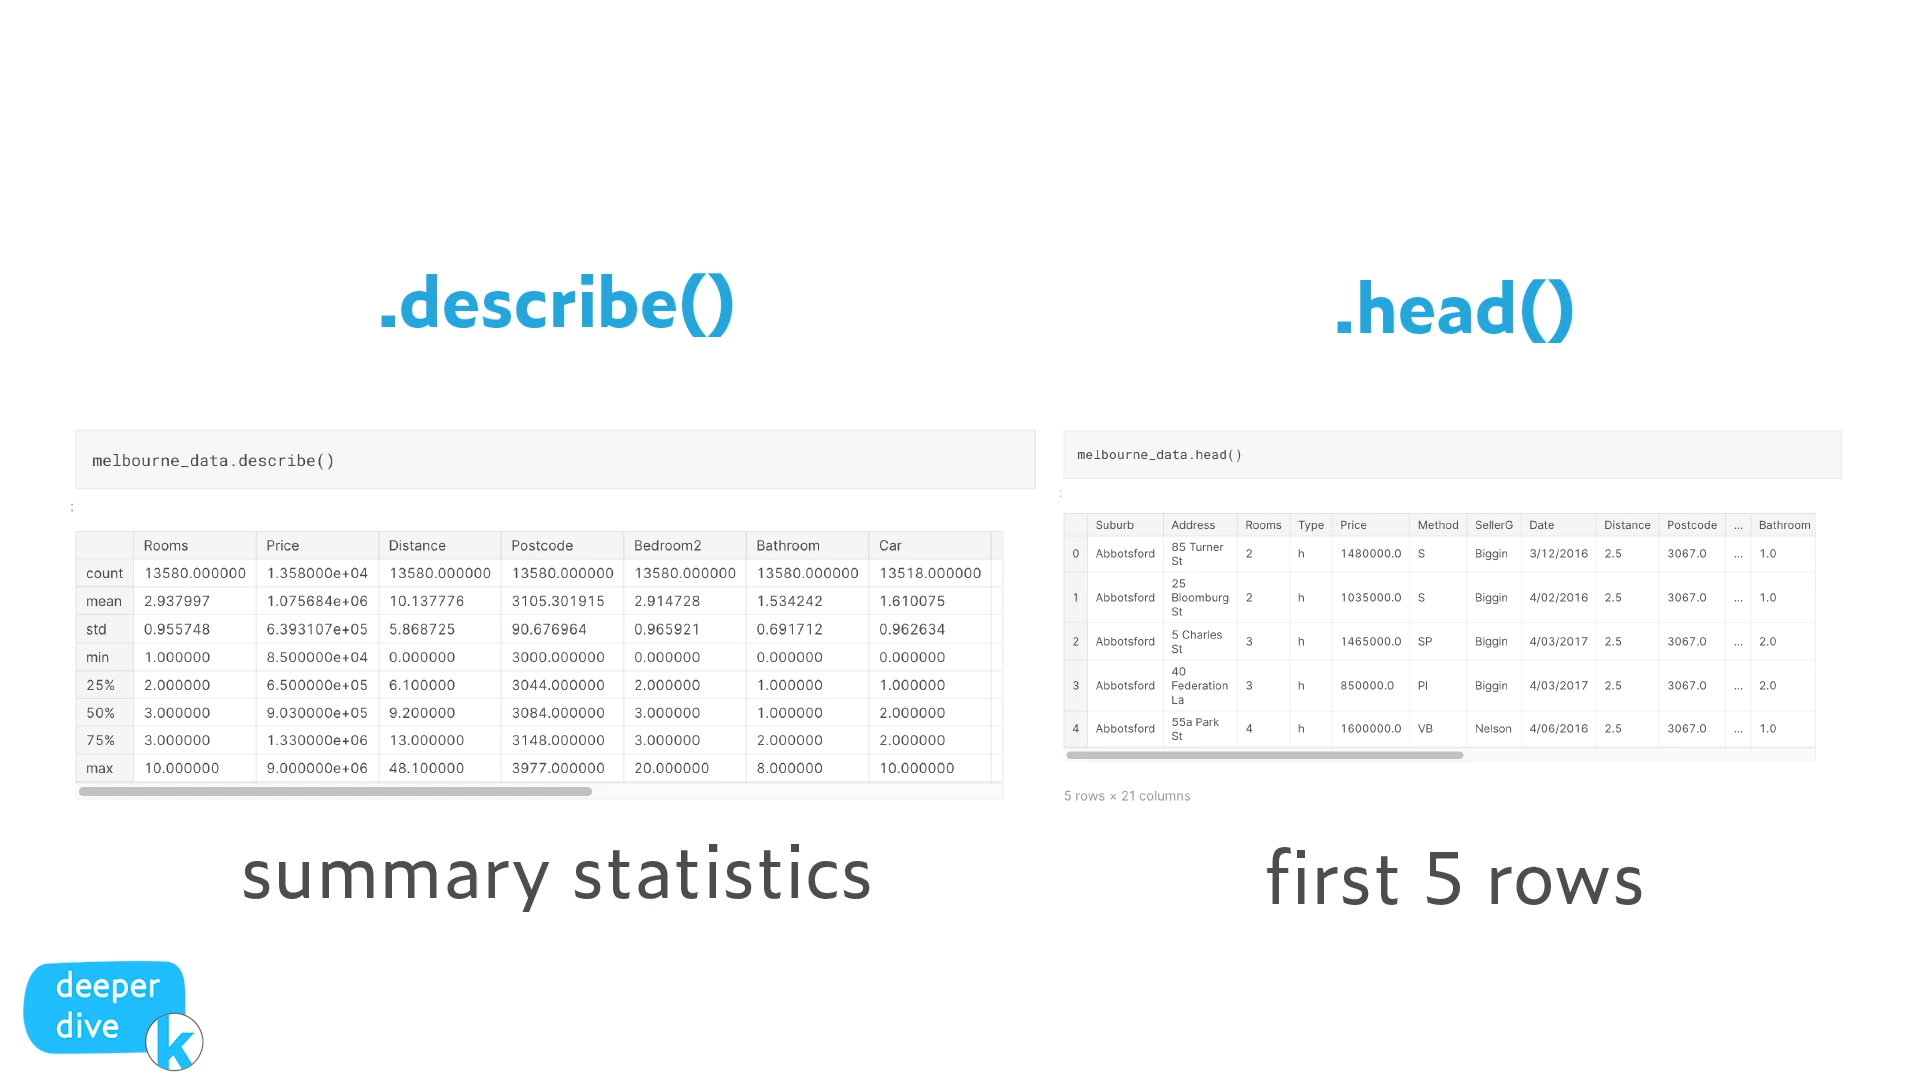 .describe()
melbourne_data.describe()
:
Rooms Price Distance Postcode Bedroom2 Bathroom Car
count 13580.000000 1.358000e+04 13580.000000 13580.000000 13580.000000 13580.000000 13518.000000
mean 2.937997 1.075684e+06 10.137776 3105.301915 2.914728 1.534242 1.610075
std 0.955748 6.393107e+05 5.868725 90.676964 0.965921 0.691712 0.962634
min 1.000000 8.500000e+04 0.000000 3000.000000 0.000000 0.000000 0.000000
25% 2.000000 6.500000e+05 6.100000 3044.000000 2.000000 1.000000 1.000000
50% 3.000000 9.030000e+05 9.200000 3084.000000 3.000000 1.000000 2.000000
75% 3.000000 1.330000e+06 13.000000 3148.000000 3.000000 2.000000 2.000000
max 10.000000 9.000000e+06 48.100000 3977.000000 20.000000 8.000000 10.000000
summary statistics
.head()
melbourne_data.head()
:
Suburb Address Rooms Type Price Method SellerG Date Distance Postcode ... Bathroom
0 Abbotsford 85 Turner St 2 h 1480000.0 S Biggin 3/12/2016 2.5 3067.0 ... 1.0
1 Abbotsford 25 Bloomburg St 2 h 1035000.0 S Biggin 4/02/2016 2.5 3067.0 ... 1.0
2 Abbotsford 5 Charles St 3 h 1465000.0 SP Biggin 4/03/2017 2.5 3067.0 ... 2.0
3 Abbotsford 40 Federation La 3 h 850000.0 PI Biggin 4/03/2017 2.5 3067.0 ... 2.0
4 Abbotsford 55a Park St 4 h 1600000.0 VB Nelson 4/06/2016 2.5 3067.0 ... 1.0
5 rows × 21 columns
first 5 rows
deeper
dive
k